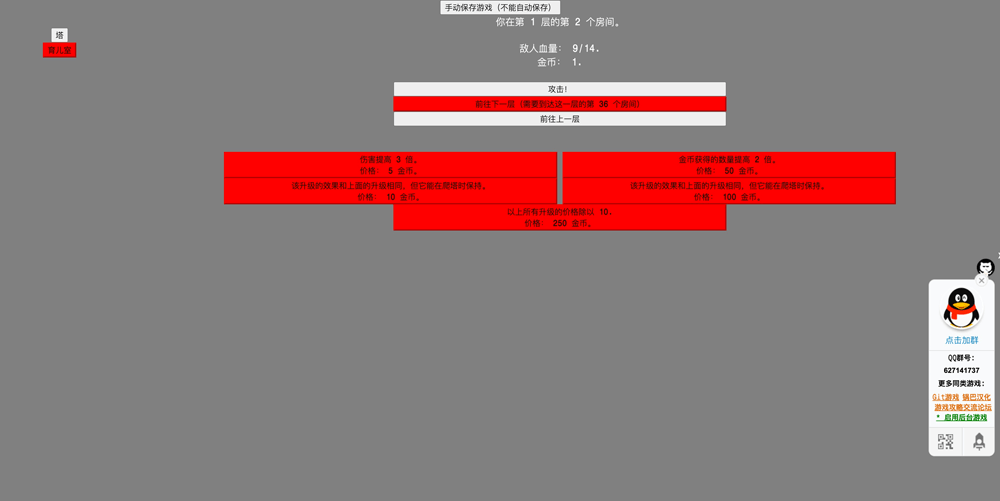 手动保存游戏（不能自动保存）
你在第 1 层的第 2 个房间。
塔
育儿室
敌人血量： 9/14.
金币： 1.
攻击!
前往下一层 (需要到达这一层的第 36 个房间)
前往上一层
伤害提高 3 倍。
价格： 5 金币。
金币获得的数量提高 2 倍。
价格： 50 金币。
该升级的效果和上面的升级相同，但它能在爬塔时保持。
价格： 10 金币。
该升级的效果和上面的升级相同，但它能在爬塔时保持。
价格： 100 金币。
以上所有升级的价格除以 10.
价格： 250 金币。
点击加群
QQ群号：
627141737
更多同类游戏：
Git游戏 锅巴汉化
游戏攻略交流论坛
* 启用后台游戏